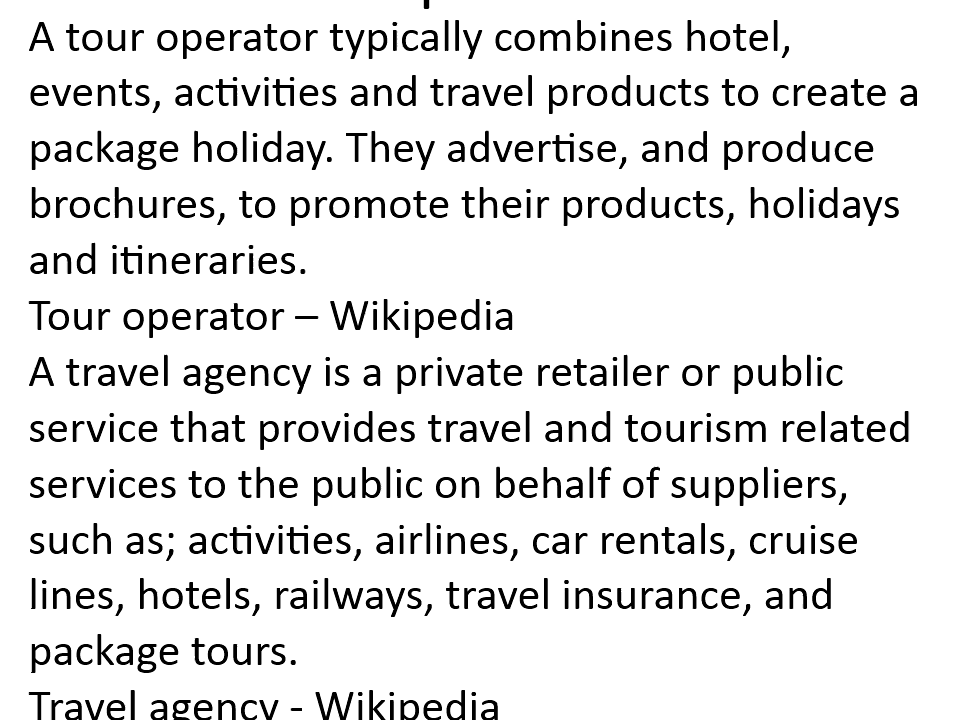 A tour operator typically combines hotel,
events, activities and travel products to create a
package holiday. They advertise, and produce
brochures, to promote their products, holidays
and itineraries.
Tour operator – Wikipedia
A travel agency is a private retailer or public
service that provides travel and tourism related
services to the public on behalf of suppliers,
such as; activities, airlines, car rentals, cruise
lines, hotels, railways, travel insurance, and
package tours.
Travel agency - Wikipedia